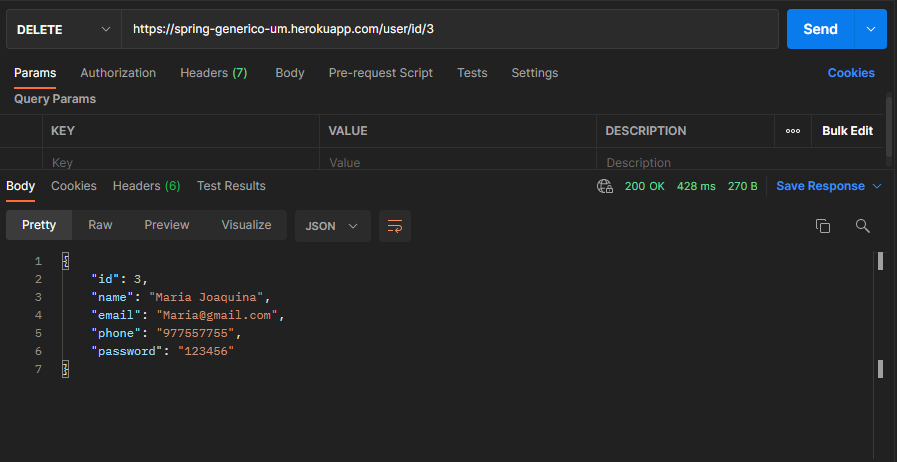 DELETE https://spring-generico-um.herokuapp.com/user/id/3 Send
Params Authorization Headers (7) Body Pre-request Script Tests Settings Cookies
Query Params
KEY VALUE DESCRIPTION ooo Bulk Edit
Key Value Description
Body Cookies Headers (6) Test Results 200 OK 428 ms 270 B Save Response
Pretty Raw Preview Visualize JSON
1 {
2 "id": 3,
3 "name": "Maria Joaquina",
4 "email": "Maria@gmail.com",
5 "phone": "977557755",
6 "password": "123456"
7 }